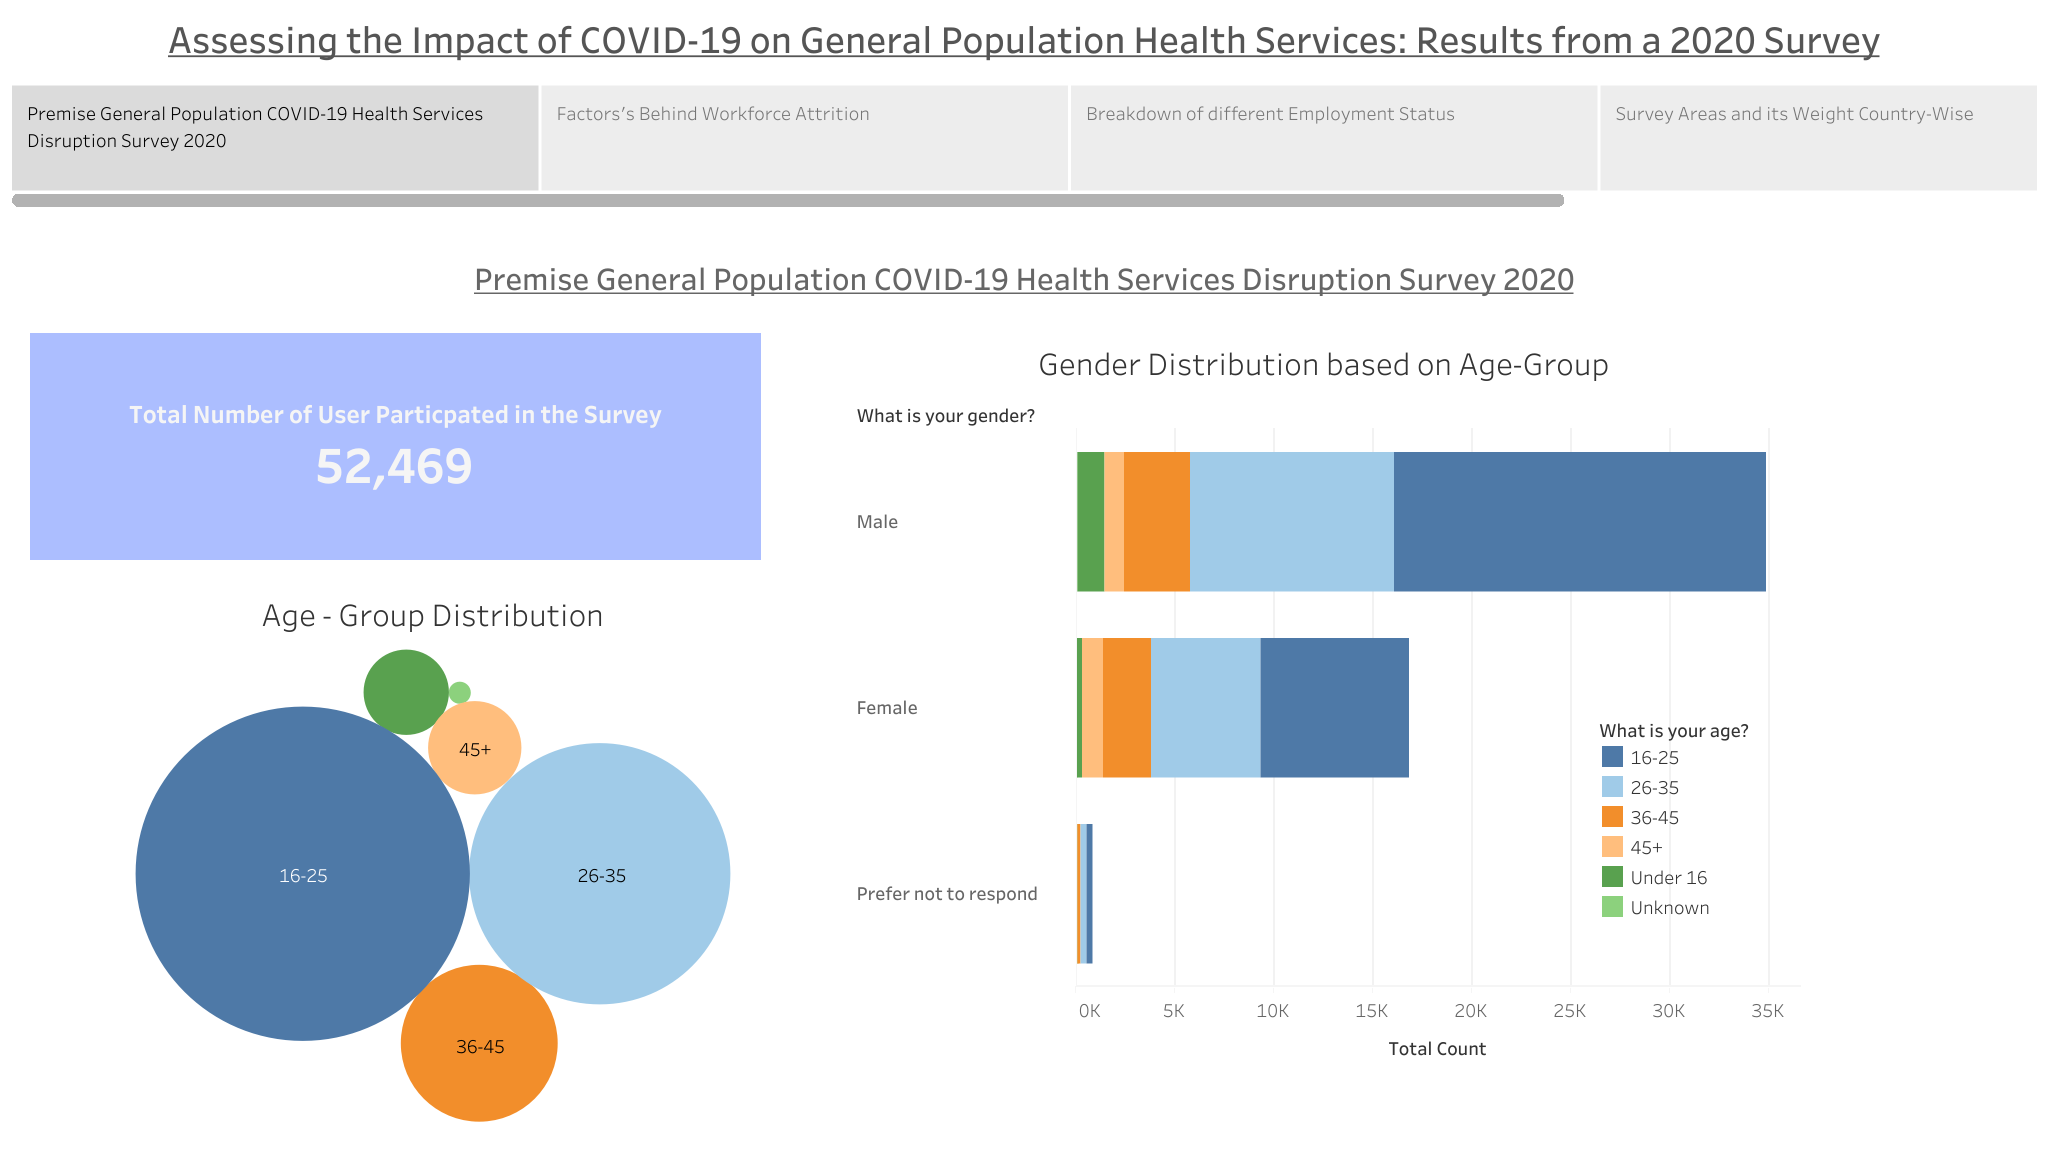 Assessing the Impact of COVID-19 on General Population Health Services: Results from a 2020 Survey
Premise General Population COVID-19 Health Services
Disruption Survey 2020
Factors's Behind Workforce Attrition
Breakdown of different Employment Status
Survey Areas and its Weight Country-Wise
Premise General Population COVID-19 Health Services Disruption Survey 2020
Total Number of User Particpated in the Survey
52,469
Age - Group Distribution
45+
16-25
26-35
36-45
Gender Distribution based on Age-Group
What is your gender?
Male
Female
Prefer not to respond
0K
5K
10K
15K
20K
25K
30K
35K
Total Count
What is your age?
16-25
26-35
36-45
45+
Under 16
Unknown